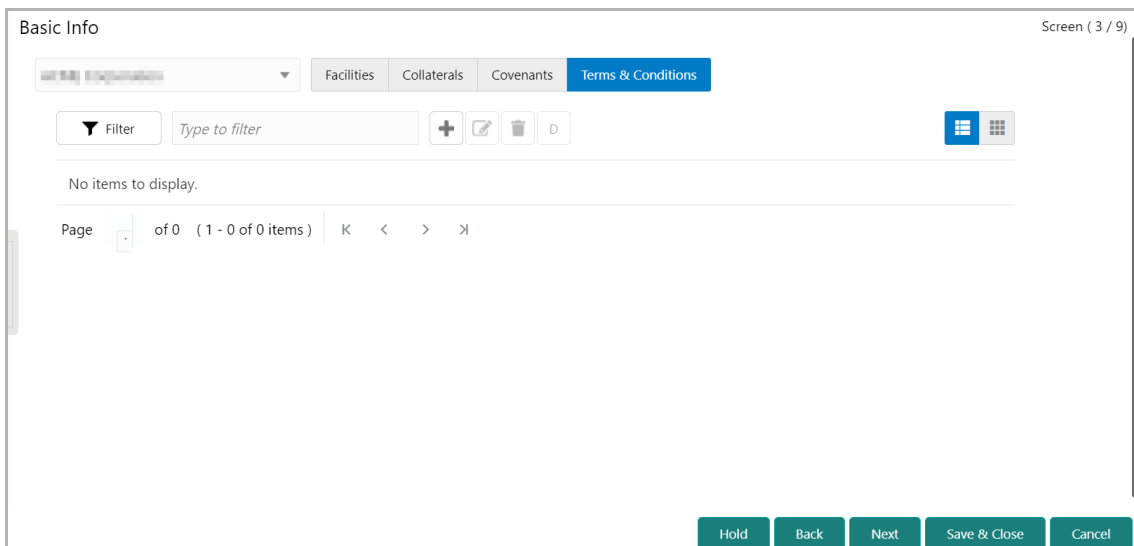 Basic Info
Screen ( 3 / 9)
Facilities Collaterals Covenants Terms & Conditions
Filter Type to filter D
No items to display.
Page of 0 ( 1 - 0 of 0 items )
Hold Back Next Save & Close Cancel